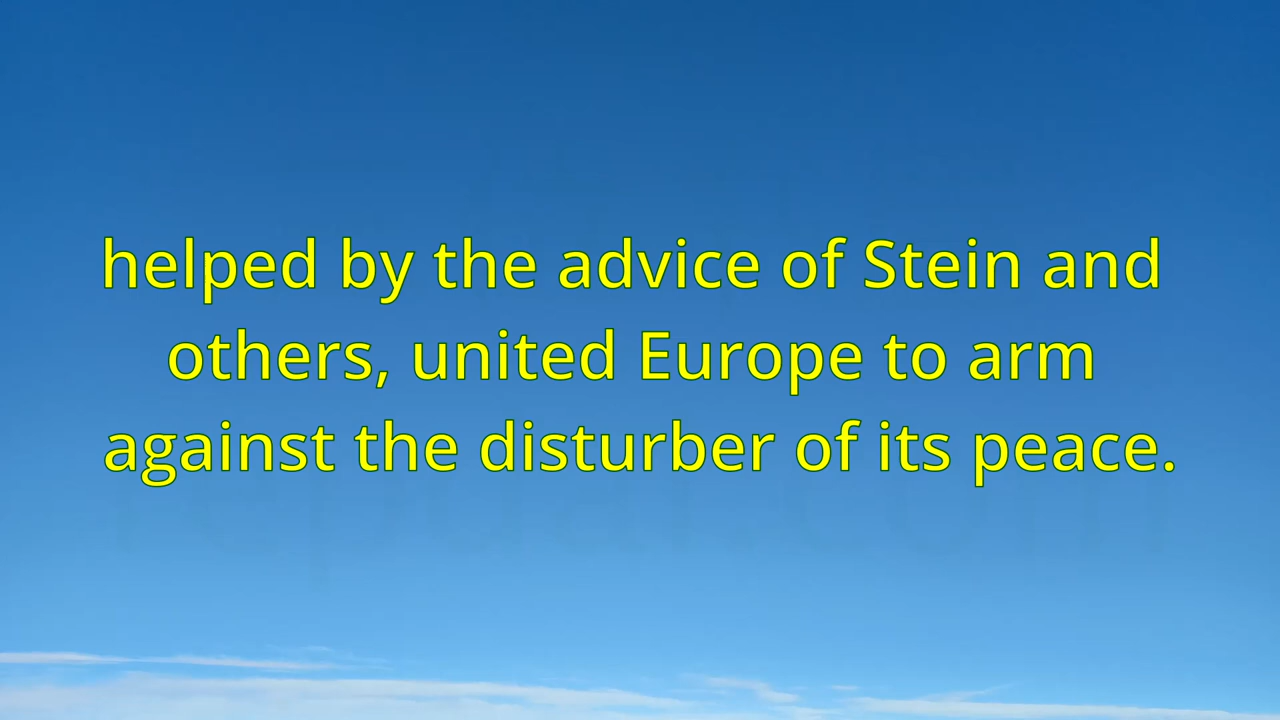 helped by the advice of Stein and
others, united Europe to arm
against the disturber of its peace.